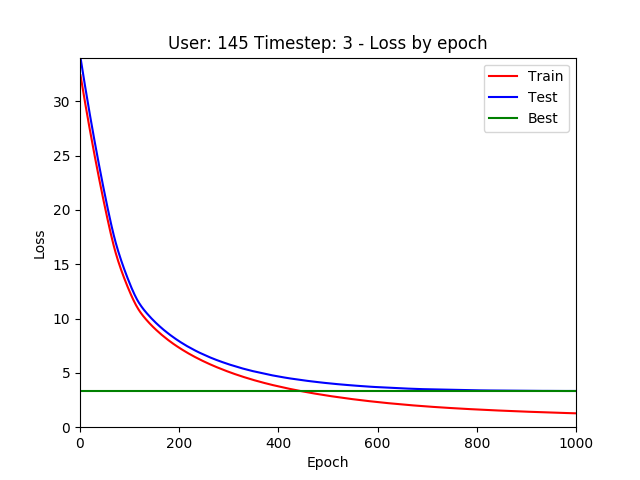 User: 145 Timestep: 3 - Loss by epoch
Train
Test
Best
Loss
30
25
20
15
10
5
0
0 200 400 600 800 1000
Epoch